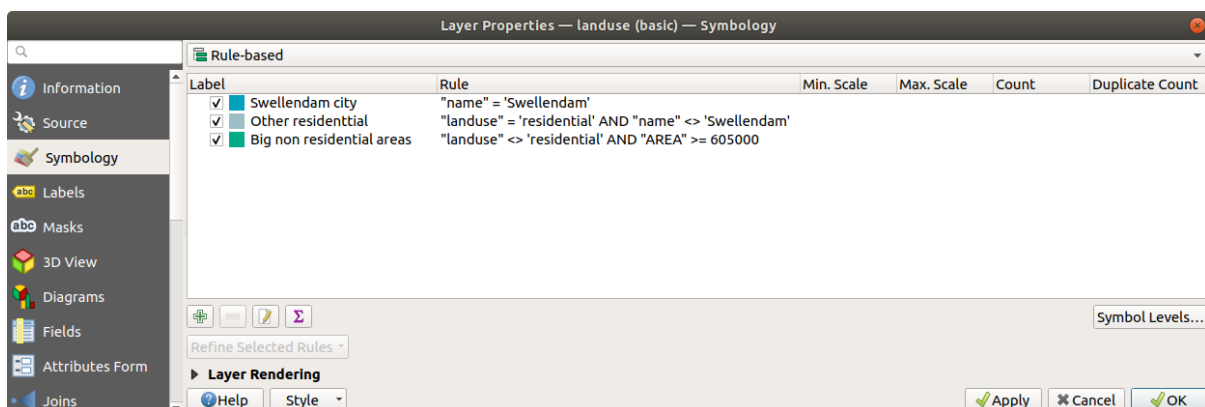 Layer Properties — landuse (basic) — Symbology
Rule-based
Information
Source
Symbology
Labels
Masks
3D View
Diagrams
Fields
Attributes Form
Joins
Label Rule Min. Scale Max. Scale Count Duplicate Count
Swellendam city "name" = 'Swellendam'
Other residenttial "landuse" = 'residential' AND "name" <> 'Swellendam'
Big non residential areas "landuse" <> 'residential' AND "AREA" >= 605000
Symbol Levels...
Refine Selected Rules
Layer Rendering
Help Style Apply Cancel OK